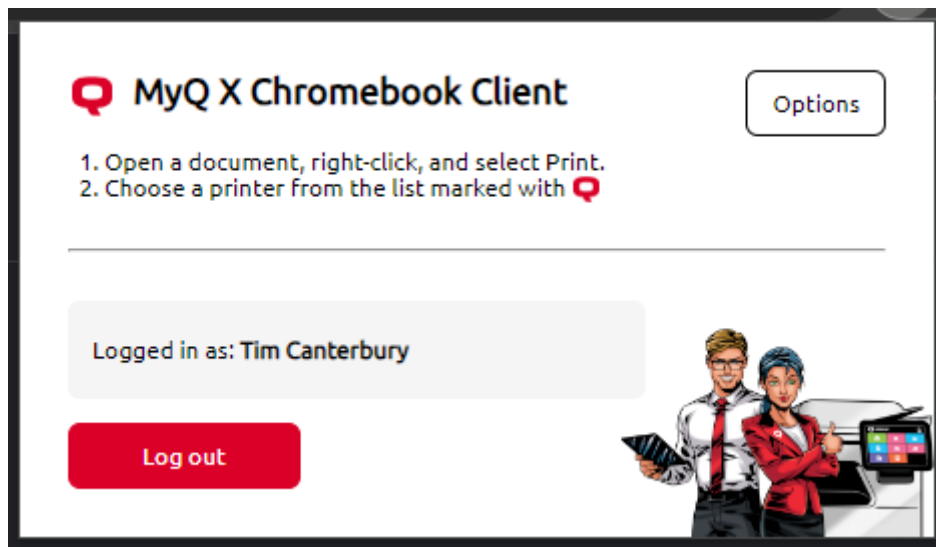 MyQ X Chromebook Client
Options
1. Open a document, right-click, and select Print.
2. Choose a printer from the list marked with
Logged in as: Tim Canterbury
Log out